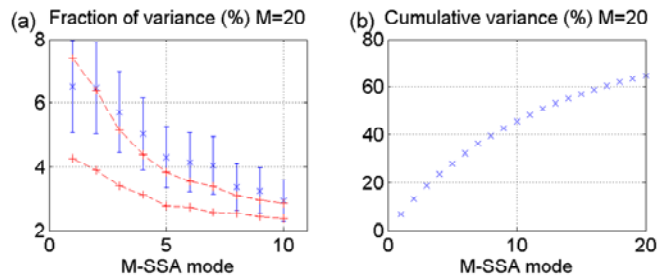 (a) Fraction of variance (%) M=20
8
6
4
2
0 5 10
M-SSA mode
(b) Cumulative variance (%) M=20
80
60
40
20
0
0 10 20
M-SSA mode